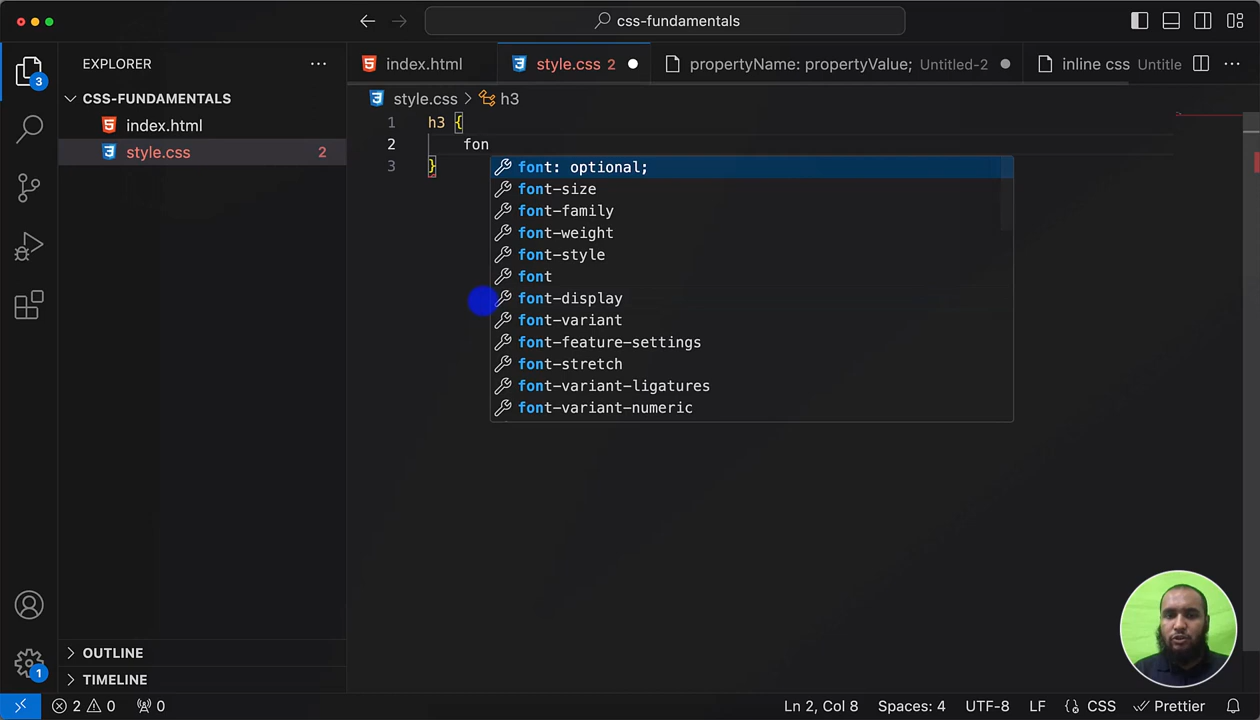 css-fundamentals
EXPLORER
index.html
style.css 2
propertyName: propertyValue; Untitled-2
inline css Untitle
CSS-FUNDAMENTALS
index.html
style.css 2
style.css > h3
1 h3 {
2 fon
3 }
font: optional;
font-size
font-family
font-weight
font-style
font
font-display
font-variant
font-feature-settings
font-stretch
font-variant-ligatures
font-variant-numeric
3
1
OUTLINE
TIMELINE
2 0 0
Ln 2, Col 8 Spaces: 4 UTF-8 LF {} CSS Prettier